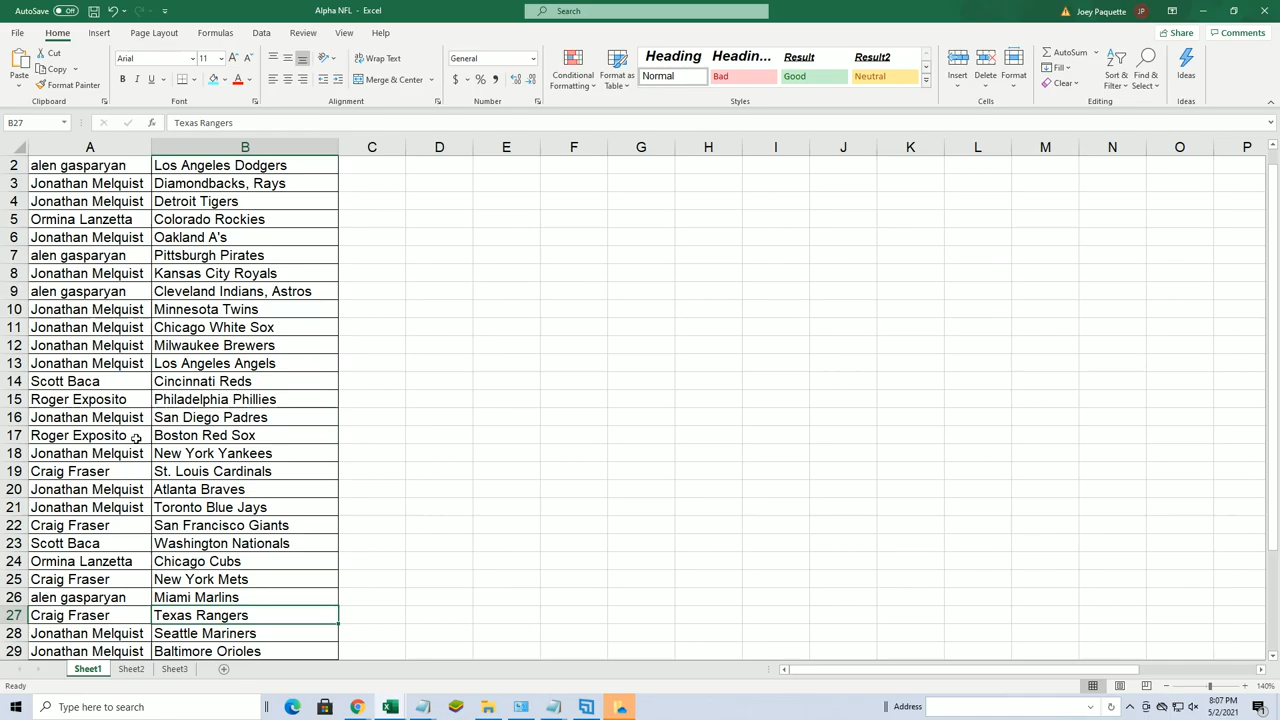 AutoSave Off Alpha NFL - Excel Search Joey Paquette JP
File Home Insert Page Layout Formulas Data Review View Help Share Comments
Paste Cut Copy Format Painter Clipboard
Arial 11 B I U A Font
Wrap Text Merge & Center Alignment
General $ % Number
Conditional Formatting Format as Table
Heading Headin... Result Result2
Normal Bad Good Neutral Styles
Insert Delete Format Cells
AutoSum Fill Clear Sort & Filter Find & Select Editing
Ideas Ideas
B27 fx Texas Rangers
A B C D E F G H I J K L M N O P
2 alen gasparyan Los Angeles Dodgers
3 Jonathan Melquist Diamondbacks, Rays
4 Jonathan Melquist Detroit Tigers
5 Ormina Lanzetta Colorado Rockies
6 Jonathan Melquist Oakland A's
7 alen gasparyan Pittsburgh Pirates
8 Jonathan Melquist Kansas City Royals
9 alen gasparyan Cleveland Indians, Astros
10 Jonathan Melquist Minnesota Twins
11 Jonathan Melquist Chicago White Sox
12 Jonathan Melquist Milwaukee Brewers
13 Jonathan Melquist Los Angeles Angels
14 Scott Baca Cincinnati Reds
15 Roger Exposito Philadelphia Phillies
16 Jonathan Melquist San Diego Padres
17 Roger Exposito Boston Red Sox
18 Jonathan Melquist New York Yankees
19 Craig Fraser St. Louis Cardinals
20 Jonathan Melquist Atlanta Braves
21 Jonathan Melquist Toronto Blue Jays
22 Craig Fraser San Francisco Giants
23 Scott Baca Washington Nationals
24 Ormina Lanzetta Chicago Cubs
25 Craig Fraser New York Mets
26 alen gasparyan Miami Marlins
27 Craig Fraser Texas Rangers
28 Jonathan Melquist Seattle Mariners
29 Jonathan Melquist Baltimore Orioles
Sheet1 Sheet2 Sheet3
Ready 140%
Type here to search Address 8:07 PM
5/2/2021